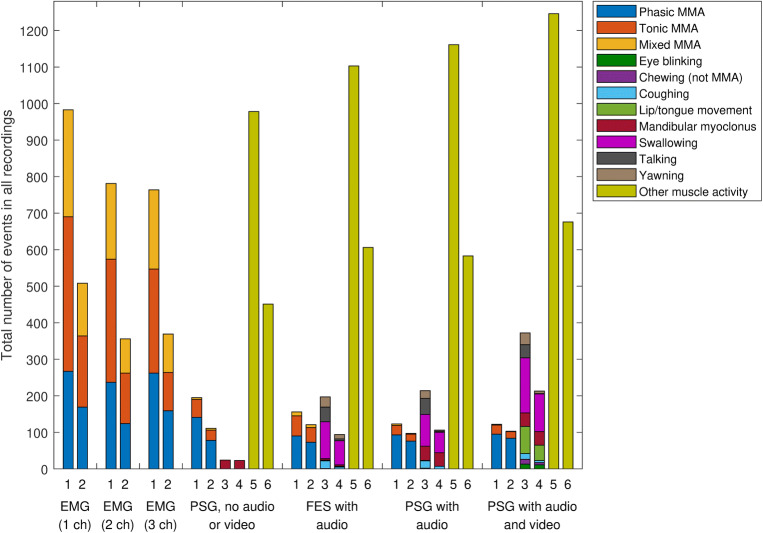 Total number of events in all recordings
1200
1100
1000
900
800
700
600
500
400
300
200
100
0
1 2 1 2 1 2 1 2 3 4 5 6 1 2 3 4 5 6 1 2 3 4 5 6 1 2 3 4 5 6
EMG EMG EMG PSG, no audio FES with PSG with PSG with audio
(1 ch) (2 ch) (3 ch) or video audio audio and video
Phasic MMA
Tonic MMA
Mixed MMA
Eye blinking
Chewing (not MMA)
Coughing
Lip/tongue movement
Mandibular myoclonus
Swallowing
Talking
Yawning
Other muscle activity